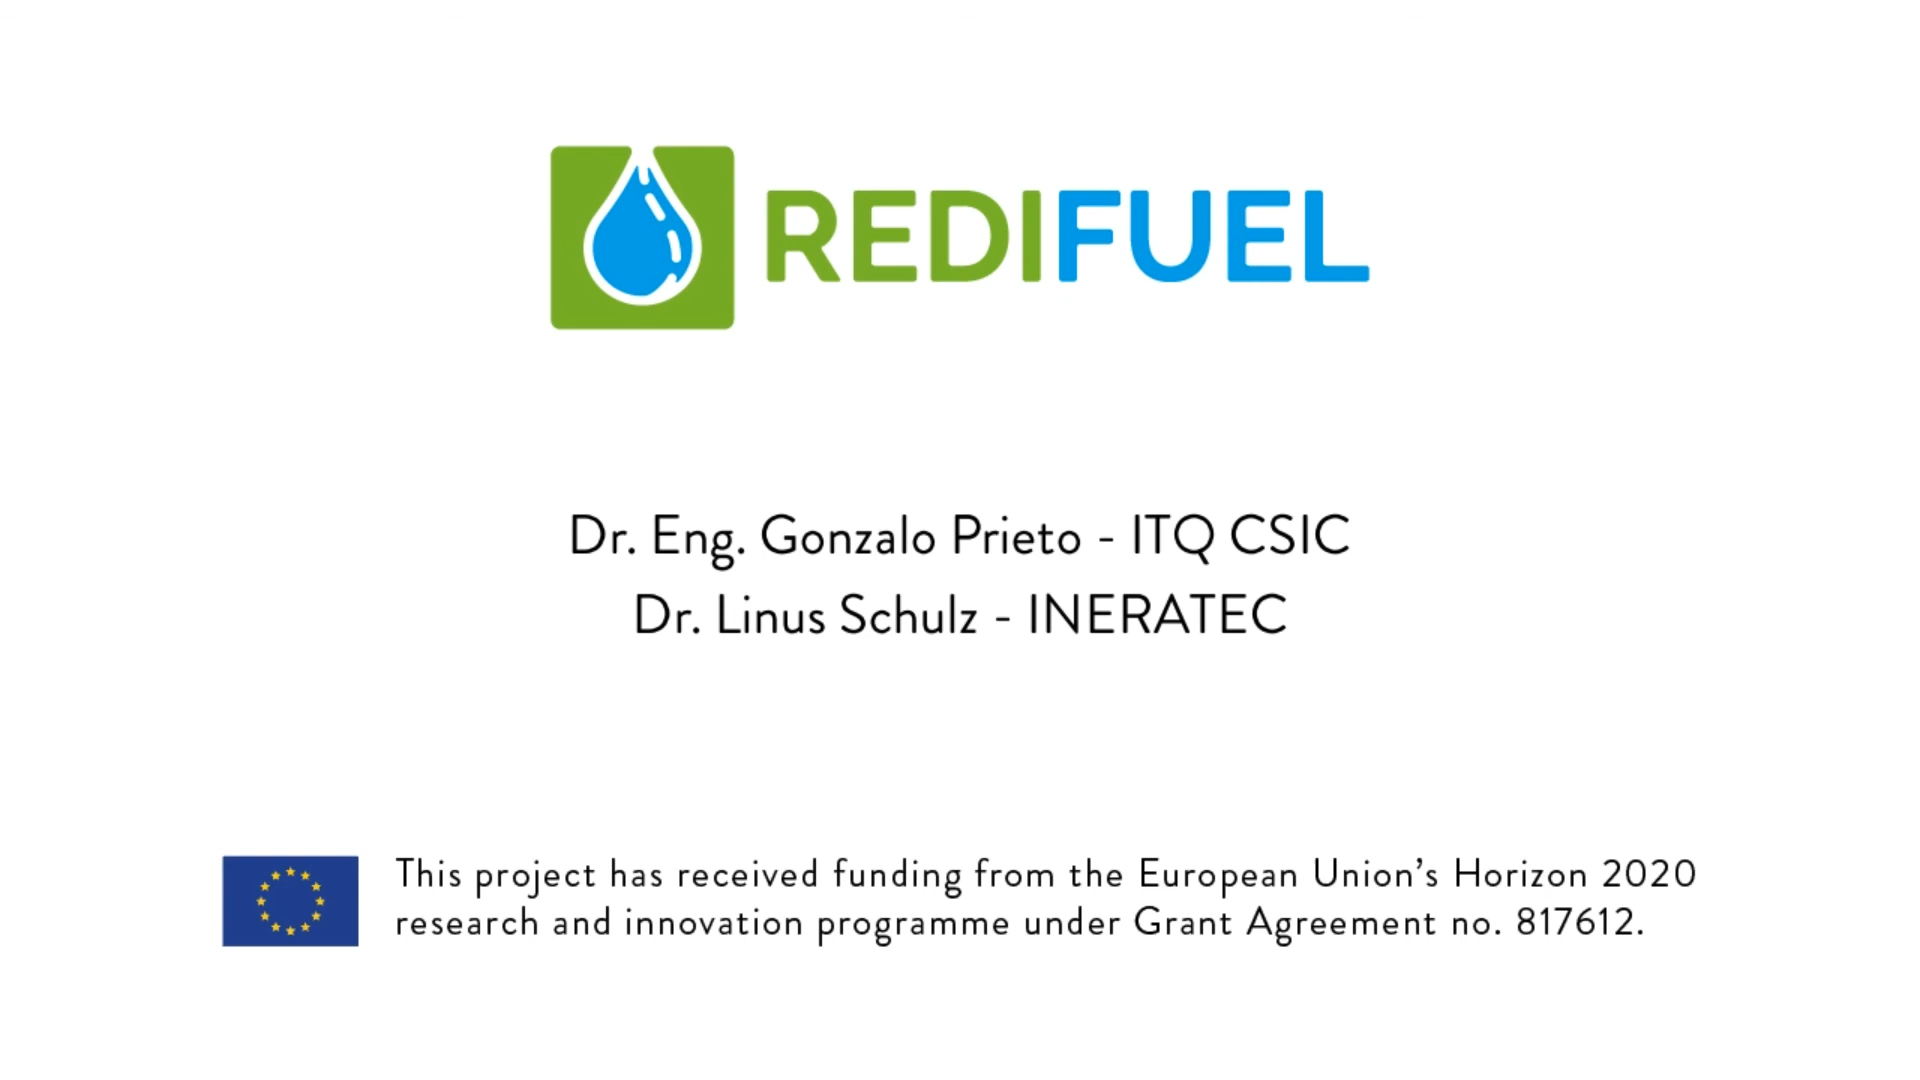 REDIFUEL
Dr. Eng. Gonzalo Prieto - ITQ CSIC
Dr. Linus Schulz - INERATEC
This project has received funding from the European Union’s Horizon 2020
research and innovation programme under Grant Agreement no. 817612.